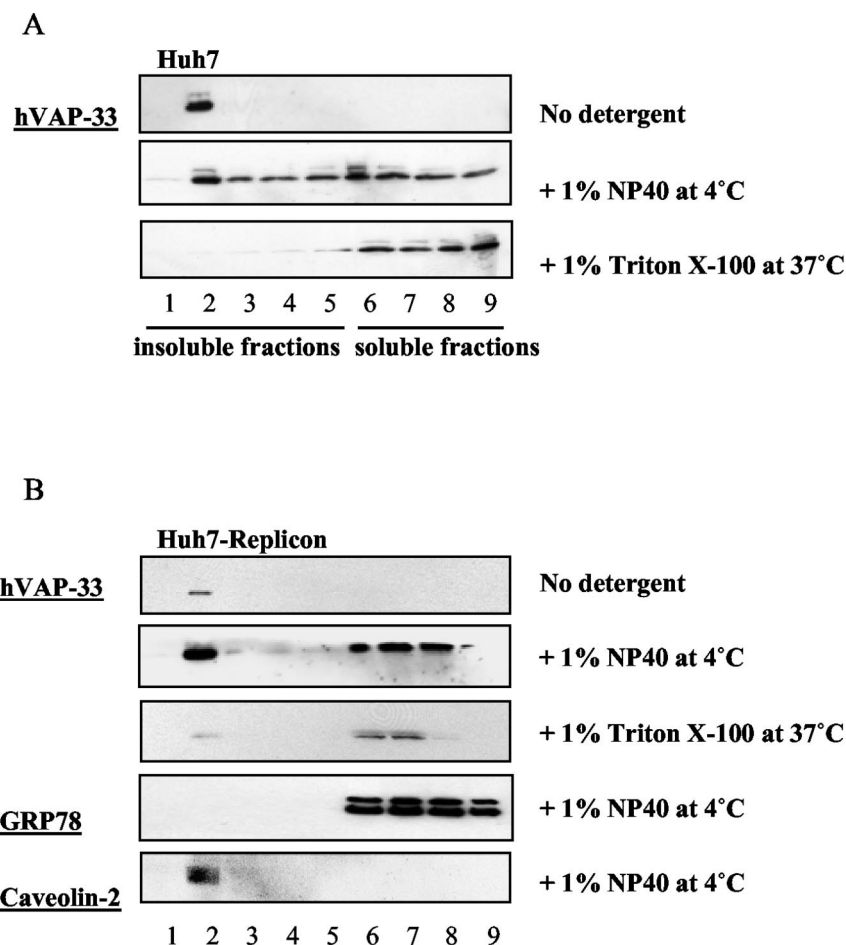 A
Huh7
hVAP-33
No detergent
+ 1% NP40 at 4˚C
+ 1% Triton X-100 at 37˚C
1 2 3 4 5 6 7 8 9
insoluble fractions soluble fractions
B
Huh7-Replicon
hVAP-33
No detergent
+ 1% NP40 at 4˚C
+ 1% Triton X-100 at 37˚C
GRP78
+ 1% NP40 at 4˚C
Caveolin-2
+ 1% NP40 at 4˚C
1 2 3 4 5 6 7 8 9